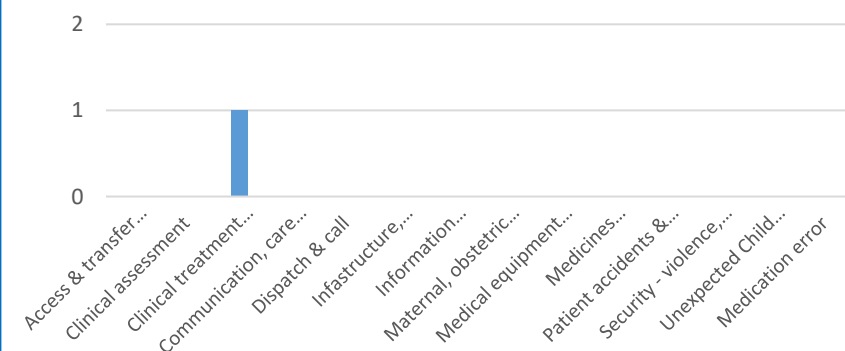 2
1
0
Access & transfer…
Clinical assessment
Clinical treatment…
Communication, care…
Dispatch & call
Infastructure,…
Information…
Maternal, obstetric…
Medical equipment…
Medicines…
Patient accidents &…
Security - violence,…
Unexpected Child…
Medication error